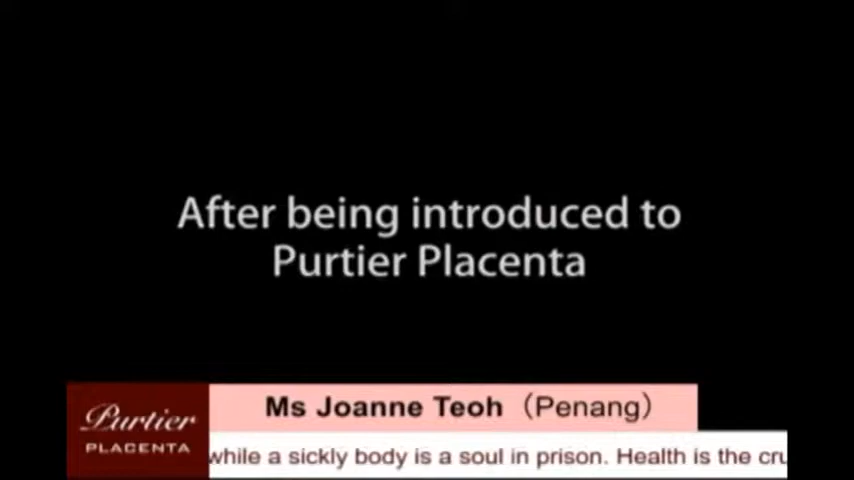 After being introduced to
Purtier Placenta
Purtier
PLACENTA
Ms Joanne Teoh（Penang）
while a sickly body is a soul in prison. Health is the